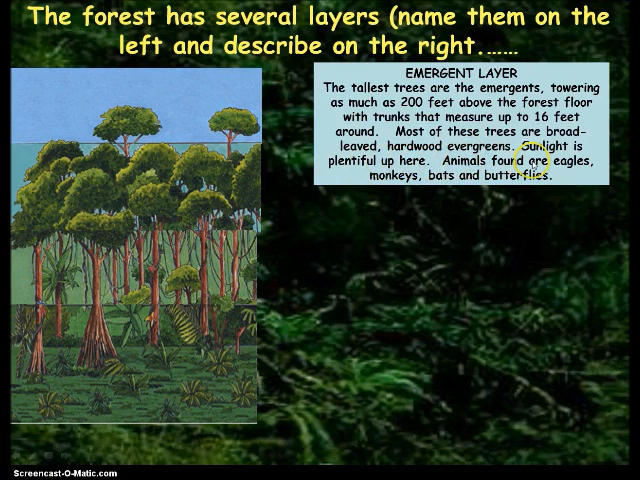 The forest has several layers (name them on the
left and describe on the right.……
EMERGENT LAYER
The tallest trees are the emergents, towering
as much as 200 feet above the forest floor
with trunks that measure up to 16 feet
around. Most of these trees are broad-
leaved, hardwood evergreens. Sunlight is
plentiful up here. Animals found are eagles,
monkeys, bats and butterflies.
Screencast-O-Matic.com